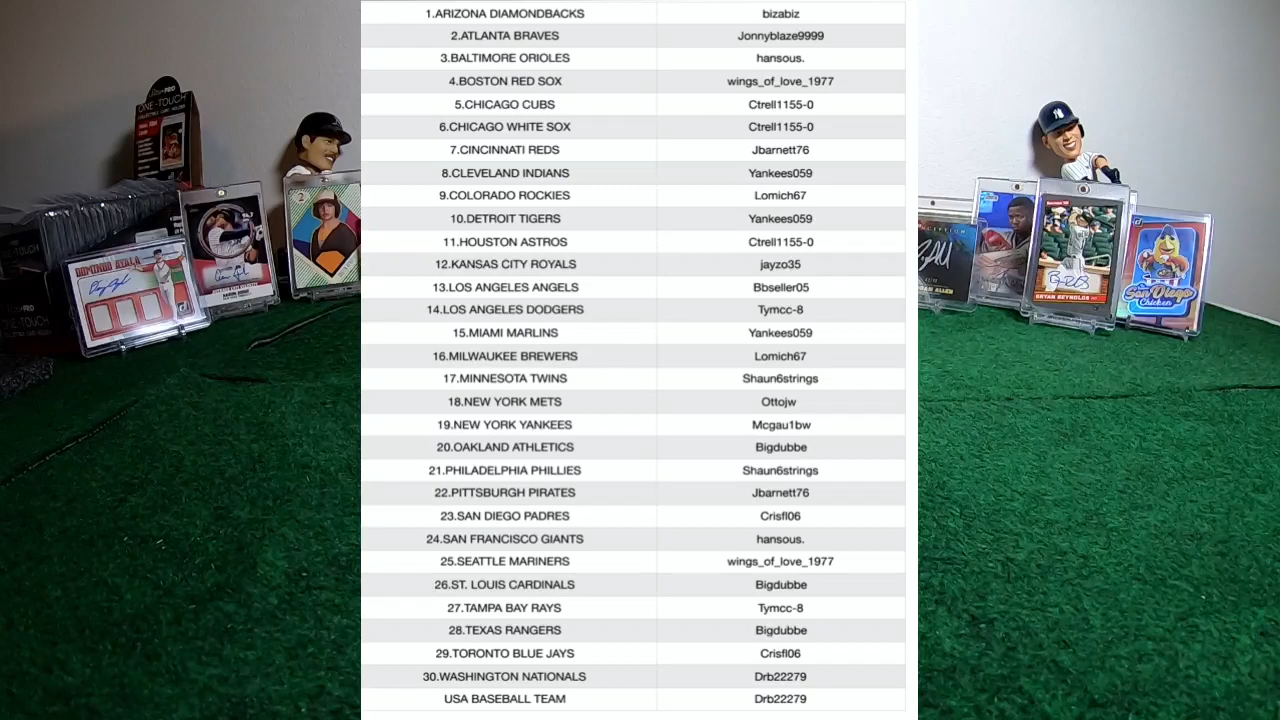 1.ARIZONA DIAMONDBACKS bizabiz
2.ATLANTA BRAVES Jonnyblaze9999
3.BALTIMORE ORIOLES hansous.
4.BOSTON RED SOX wings_of_love_1977
5.CHICAGO CUBS Ctrell1155-0
6.CHICAGO WHITE SOX Ctrell1155-0
7.CINCINNATI REDS Jbarnett76
8.CLEVELAND INDIANS Yankees059
9.COLORADO ROCKIES Lomich67
10.DETROIT TIGERS Yankees059
11.HOUSTON ASTROS Ctrell1155-0
12.KANSAS CITY ROYALS jayzo35
13.LOS ANGELES ANGELS Bbseller05
14.LOS ANGELES DODGERS Tymcc-8
15.MIAMI MARLINS Yankees059
16.MILWAUKEE BREWERS Lomich67
17.MINNESOTA TWINS Shaun6strings
18.NEW YORK METS Ottojw
19.NEW YORK YANKEES Mcgau1bw
20.OAKLAND ATHLETICS Bigdubbe
21.PHILADELPHIA PHILLIES Shaun6strings
22.PITTSBURGH PIRATES Jbarnett76
23.SAN DIEGO PADRES Crisfl06
24.SAN FRANCISCO GIANTS hansous.
25.SEATTLE MARINERS wings_of_love_1977
26.ST. LOUIS CARDINALS Bigdubbe
27.TAMPA BAY RAYS Tymcc-8
28.TEXAS RANGERS Bigdubbe
29.TORONTO BLUE JAYS Crisfl06
30.WASHINGTON NATIONALS Drb22279
USA BASEBALL TEAM Drb22279
PRO
ONE-TOUCH
DOMINGO AYALA
BRYAN REYNOLDS
San Diego
Chicken